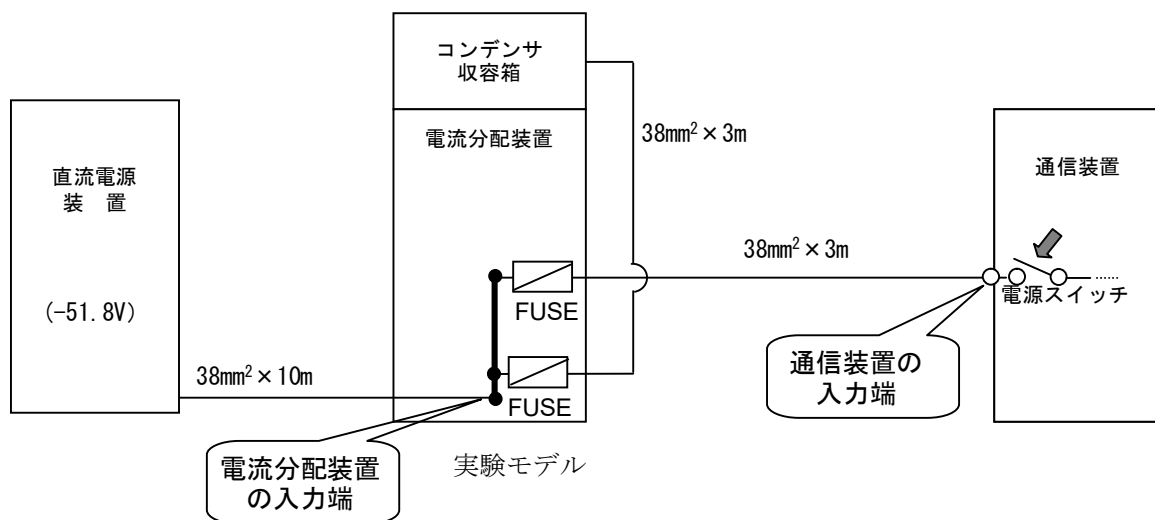 コンデンサ
収容箱
電流分配装置
38mm²×3m
直流電源
装　置
(-51.8V)
通信装置
38mm²×3m
FUSE
電源スイッチ
通信装置の
入力端
38mm²×10m
FUSE
電流分配装置
の入力端
実験モデル